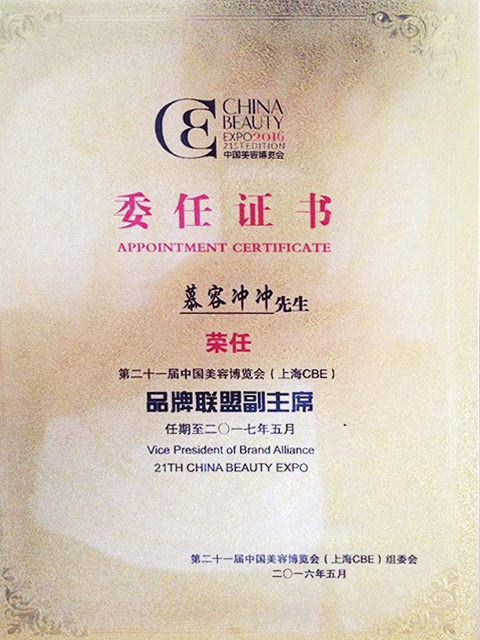 CHINA
BEAUTY
EXPO2016
21ST EDITION
中国美容博览会
委任证书
APPOINTMENT CERTIFICATE
慕容冲冲先生
荣任
第二十一届中国美容博览会（上海CBE）
品牌联盟副主席
任期至二〇一七年五月
Vice President of Brand Alliance
21TH CHINA BEAUTY EXPO
第二十一届中国美容博览会（上海CBE）组委会
二〇一六年五月